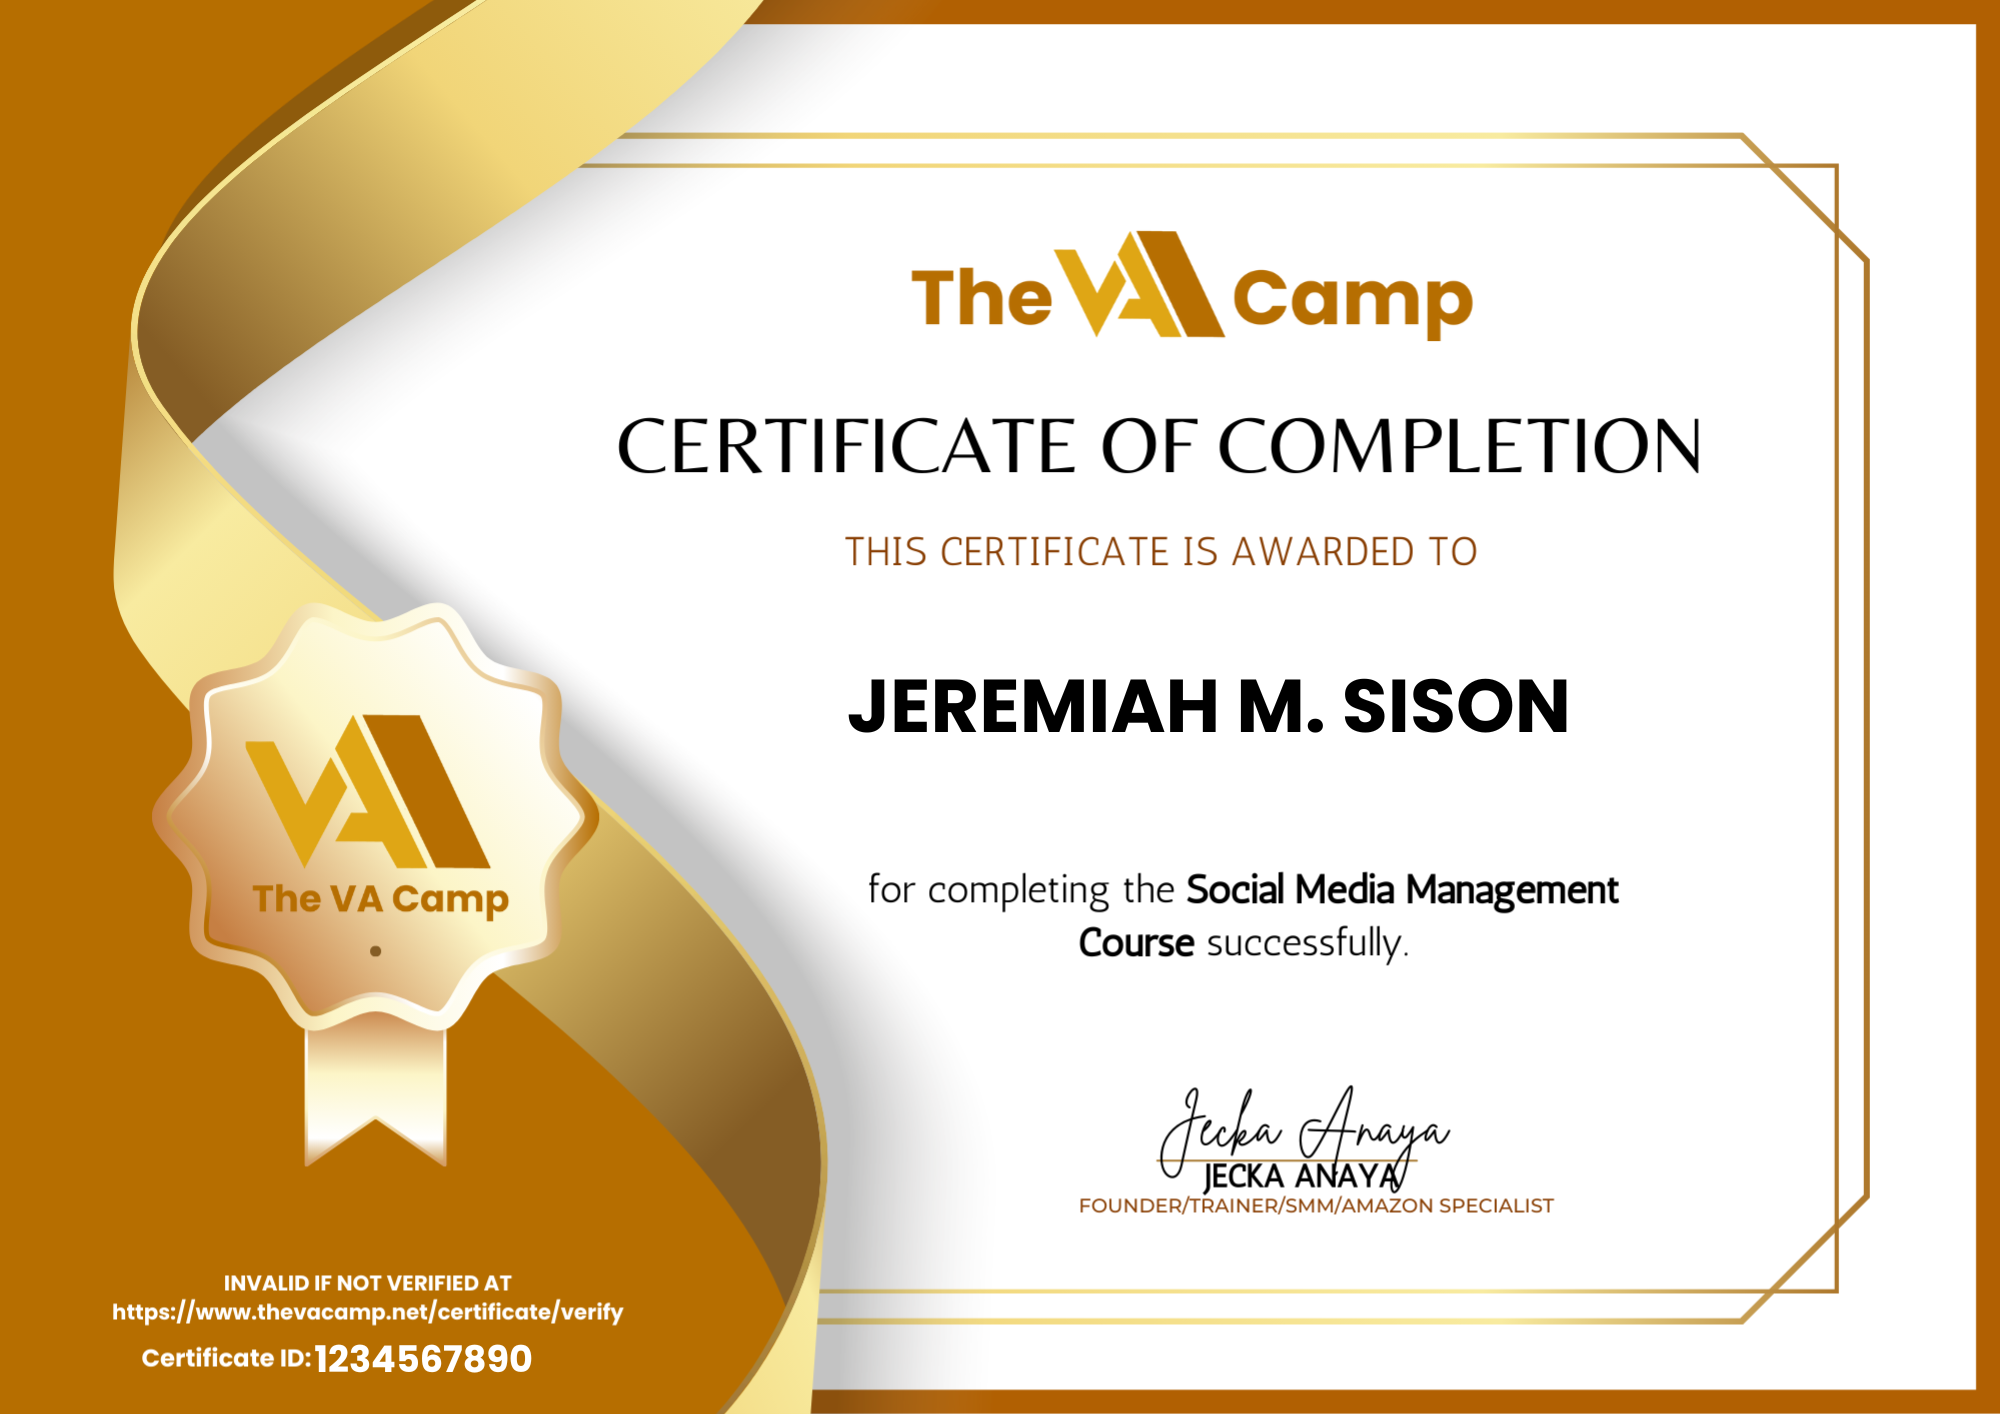 The VA Camp
CERTIFICATE OF COMPLETION
THIS CERTIFICATE IS AWARDED TO
JEREMIAH M. SISON
for completing the Social Media Management
Course successfully.
Jecka Anaya
JECKA ANAYA
FOUNDER/TRAINER/SMM/AMAZON SPECIALIST
VA
The VA Camp
INVALID IF NOT VERIFIED AT
https://www.thevacamp.net/certificate/verify
Certificate ID: 1234567890